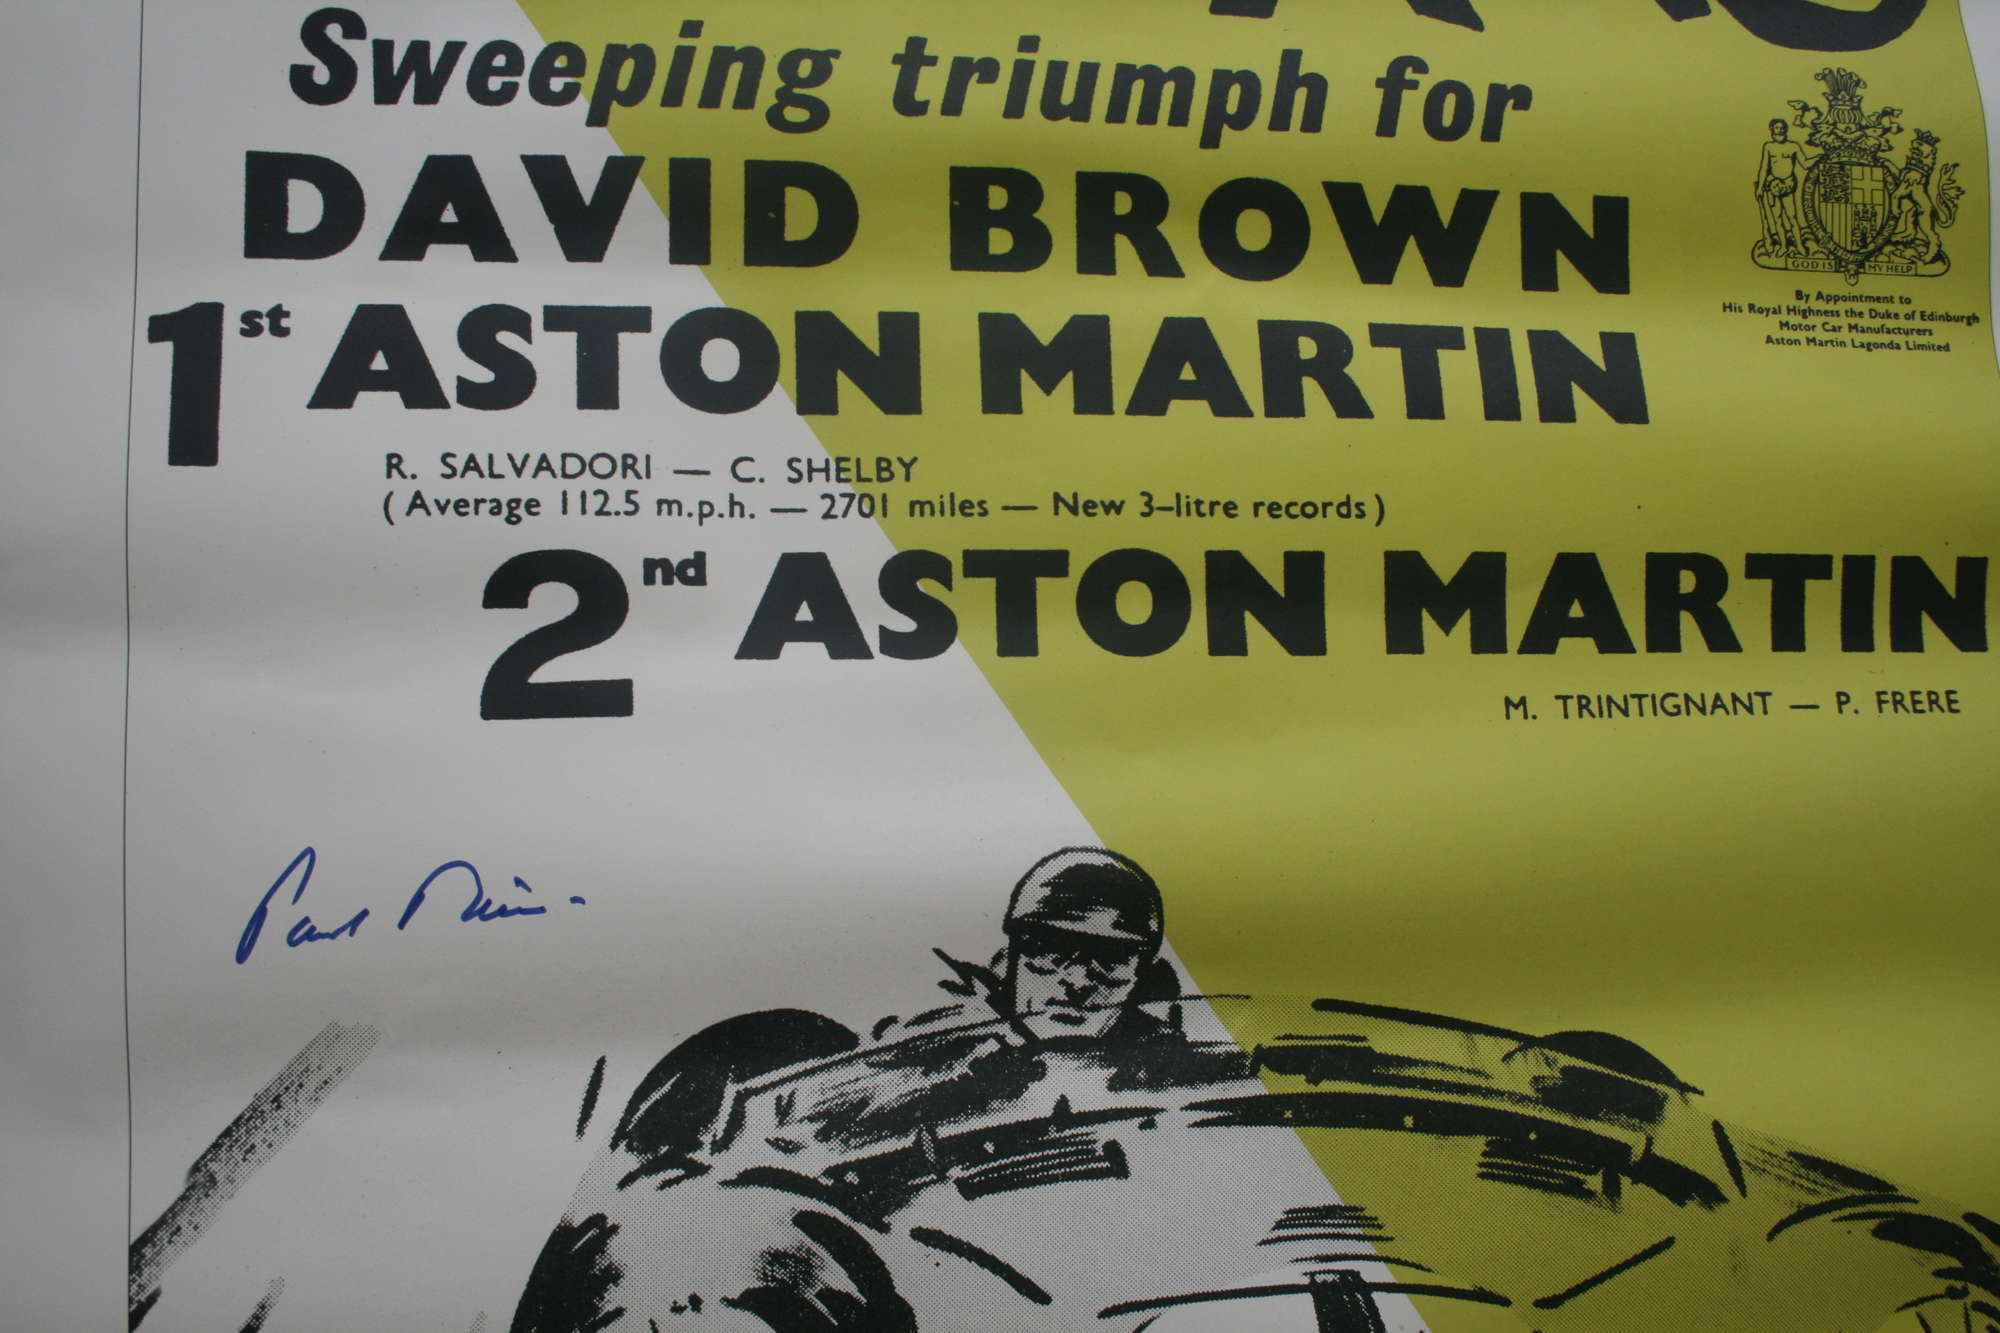 Sweeping triumph for
DAVID BROWN
1st ASTON MARTIN
R. SALVADORI — C. SHELBY
(Average 112.5 m.p.h. — 2701 miles — New 3-litre records)
2nd ASTON MARTIN
M. TRINTIGNANT — P. FRERE
GOD IS MY HELP
By Appointment to
His Royal Highness the Duke of Edinburgh
Motor Car Manufacturers
Aston Martin Lagonda Limited
Paul